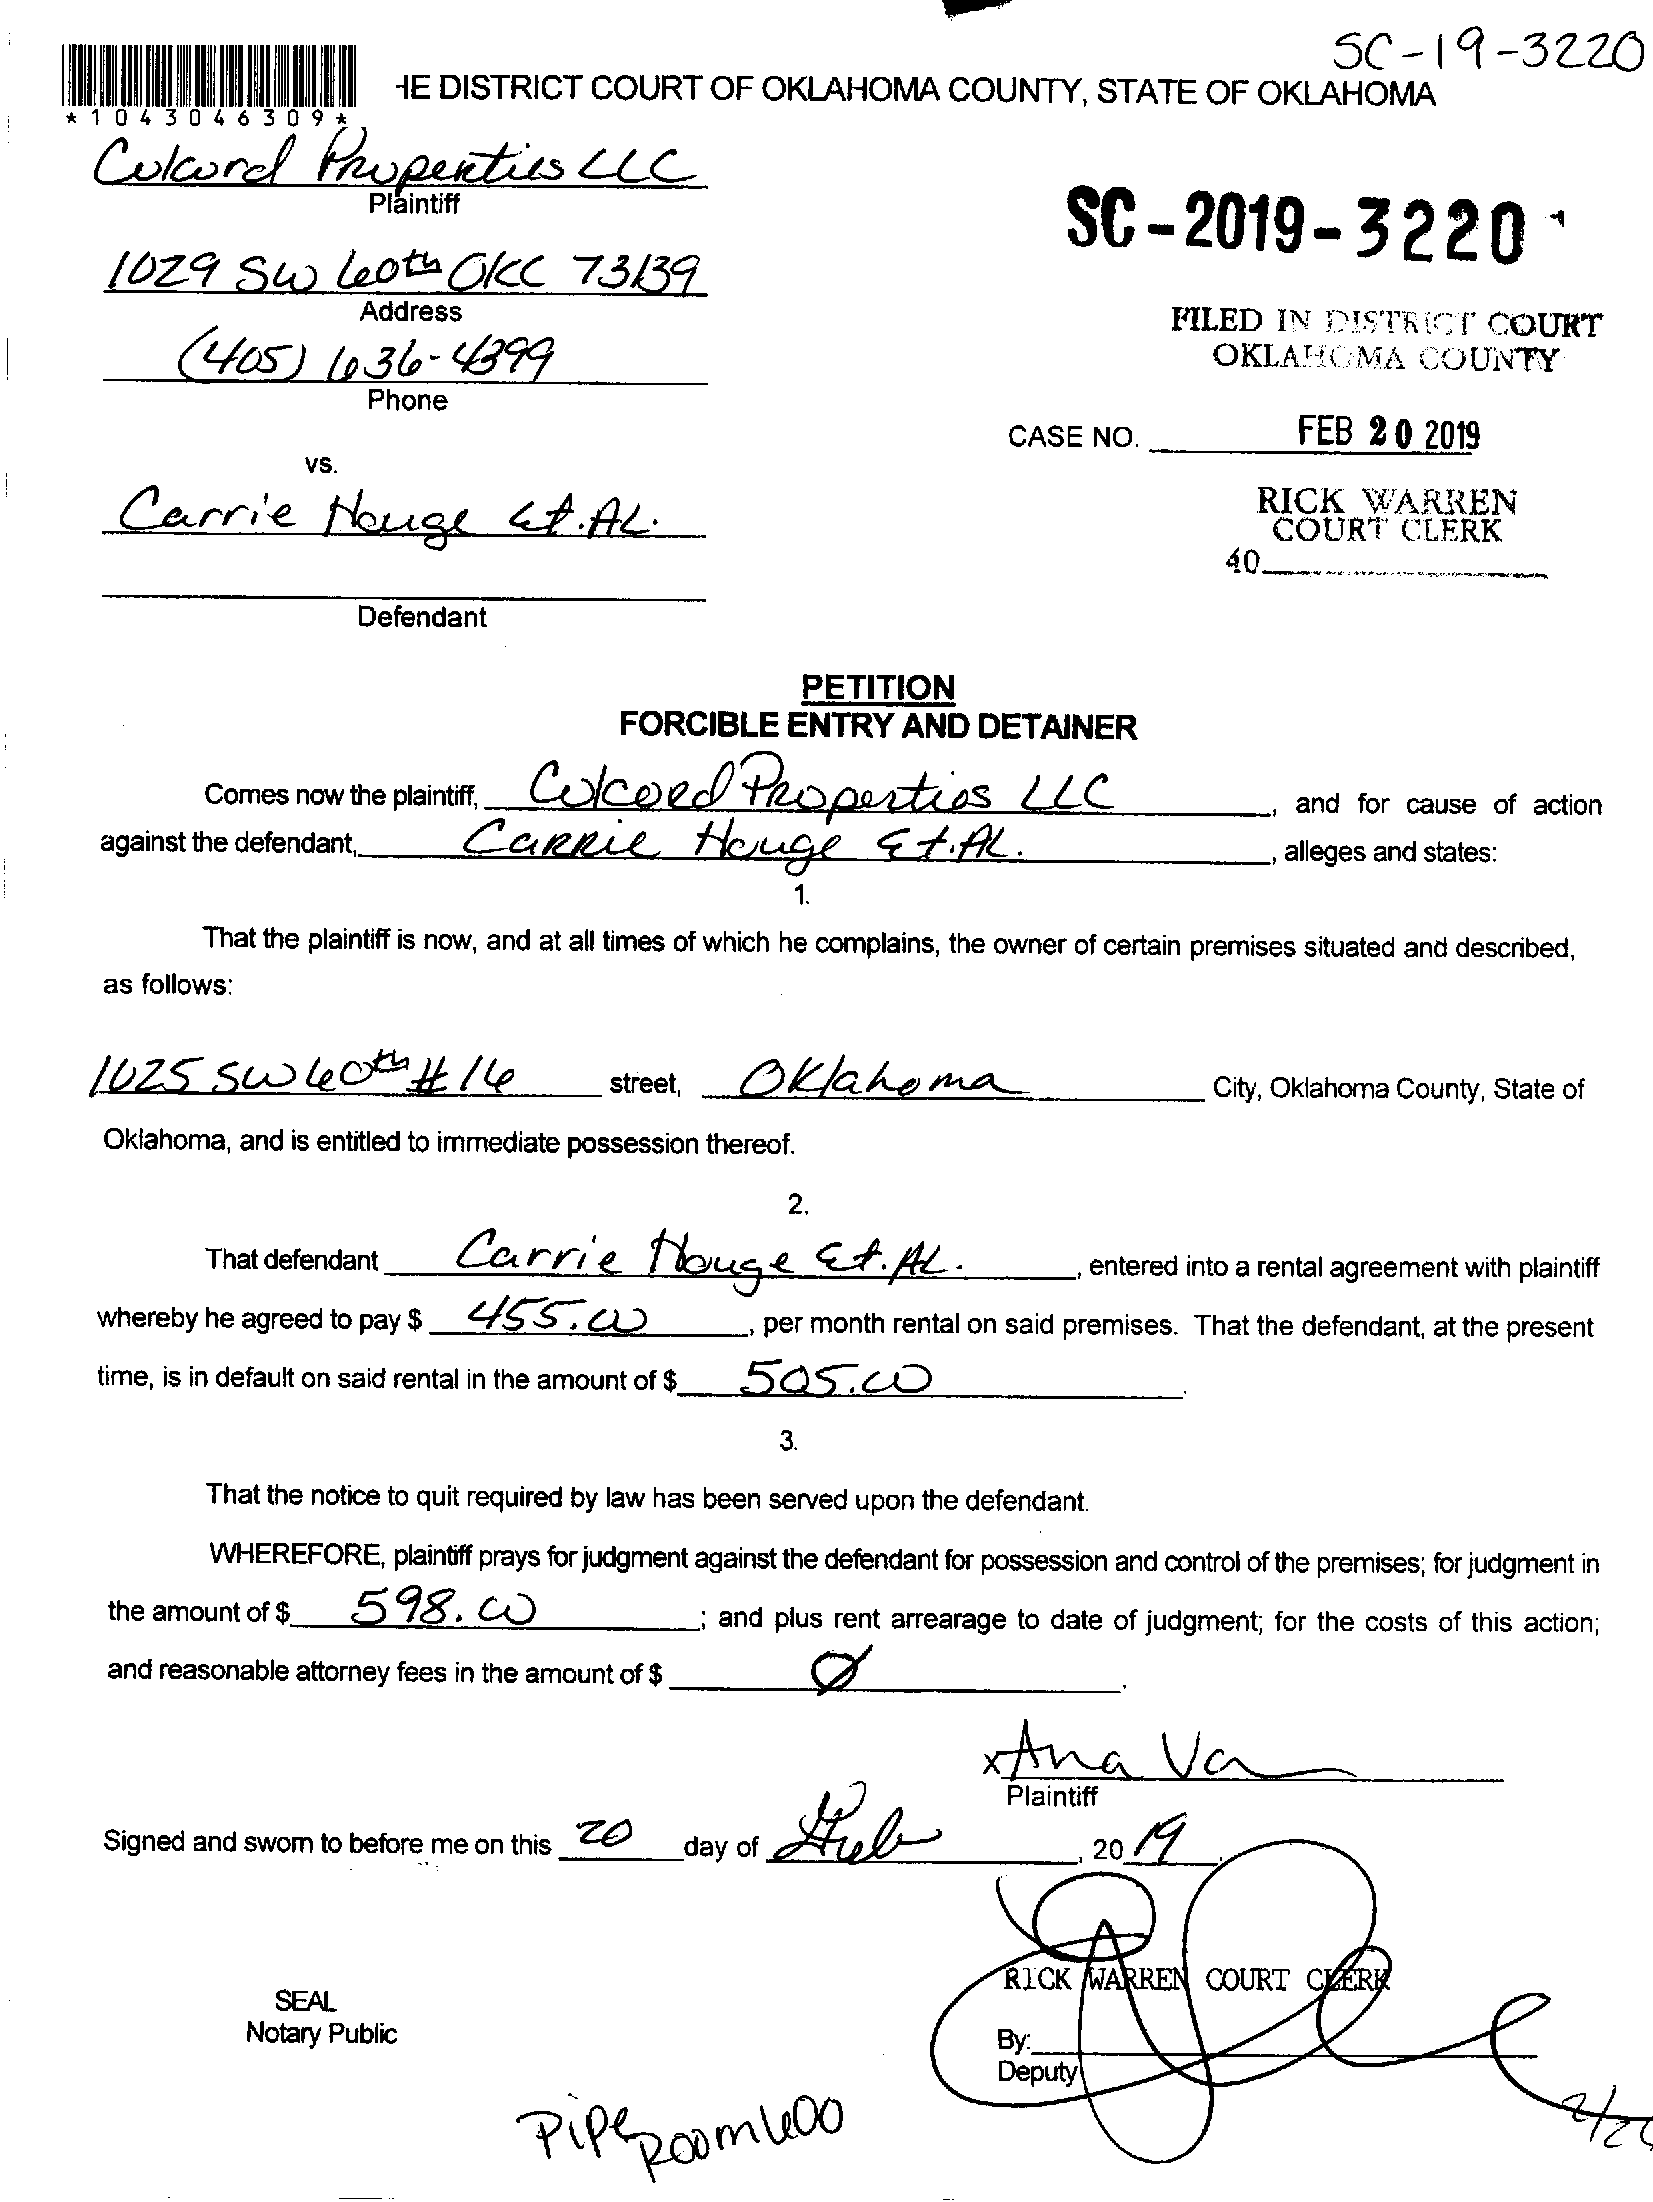 SC-19-3220
*1043046309*
HE DISTRICT COURT OF OKLAHOMA COUNTY, STATE OF OKLAHOMA
Colcord Properties LLC
Plaintiff
SC-2019-3220
1029 SW 60th OKC 73139
Address
FILED IN DISTRICT COURT
OKLAHOMA COUNTY
(405) 636-4399
Phone
CASE NO. FEB 20 2019
vs.
Carrie Houge Et.AL.
RICK WARREN
COURT CLERK
40
Defendant
PETITION
FORCIBLE ENTRY AND DETAINER
Comes now the plaintiff, Colcord Properties LLC, and for cause of action
against the defendant, Carrie Houge Et.AL., alleges and states:
1.
That the plaintiff is now, and at all times of which he complains, the owner of certain premises situated and described,
as follows:
1025 SW 60th #16 street, Oklahoma City, Oklahoma County, State of
Oklahoma, and is entitled to immediate possession thereof.
2.
That defendant Carrie Houge Et.AL., entered into a rental agreement with plaintiff
whereby he agreed to pay $ 455.00, per month rental on said premises. That the defendant, at the present
time, is in default on said rental in the amount of $ 505.00.
3.
That the notice to quit required by law has been served upon the defendant.
WHEREFORE, plaintiff prays for judgment against the defendant for possession and control of the premises; for judgment in
the amount of $ 598.00; and plus rent arrearage to date of judgment; for the costs of this action;
and reasonable attorney fees in the amount of $ Ø.
x Ana Va
Plaintiff
Signed and sworn to before me on this 20 day of Feb, 2019.
RICK WARREN COURT CLERK
SEAL
Notary Public
By:
Deputy
Pipe
Room 600